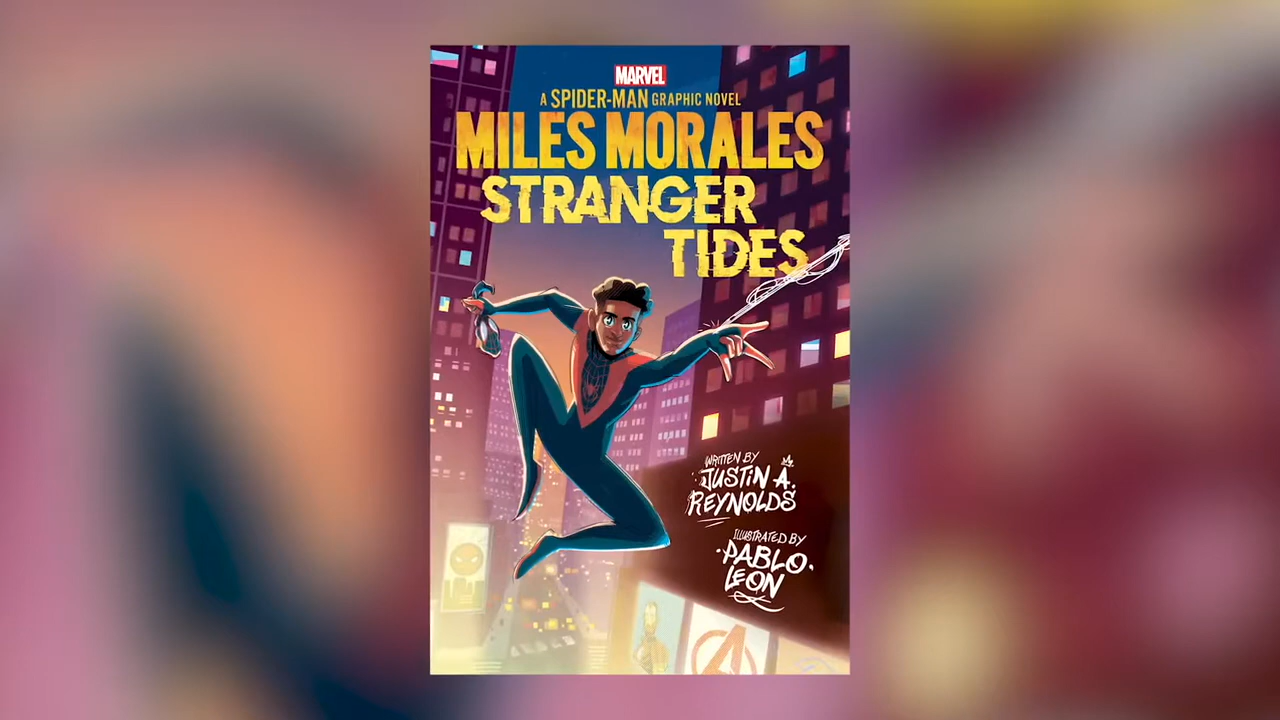 MARVEL
A SPIDER-MAN GRAPHIC NOVEL
MILES MORALES
STRANGER
TIDES
WRITTEN BY
JUSTIN A.
REYNOLDS
ILLUSTRATED BY
PABLO
LEON